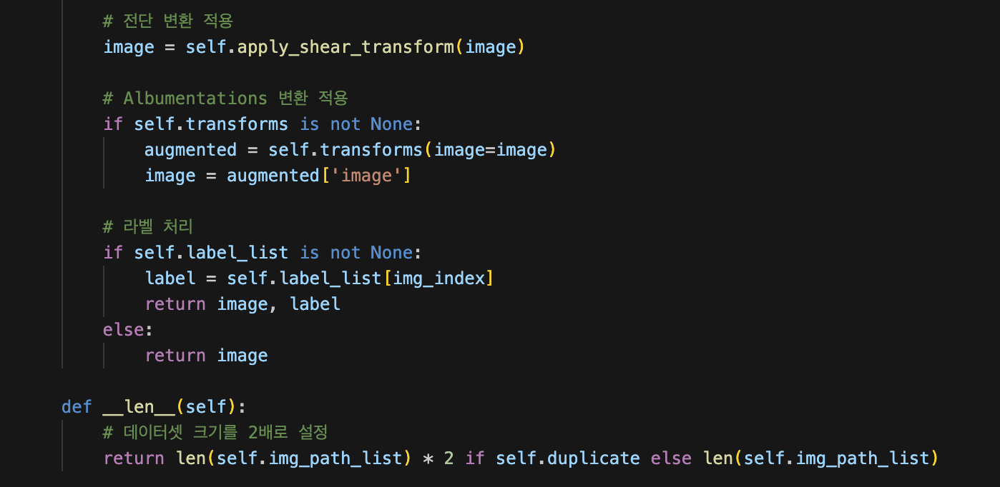 # 전단 변환 적용
image = self.apply_shear_transform(image)
# Albumentations 변환 적용
if self.transforms is not None:
augmented = self.transforms(image=image)
image = augmented['image']
# 라벨 처리
if self.label_list is not None:
label = self.label_list[img_index]
return image, label
else:
return image
def __len__(self):
# 데이터셋 크기를 2배로 설정
return len(self.img_path_list) * 2 if self.duplicate else len(self.img_path_list)